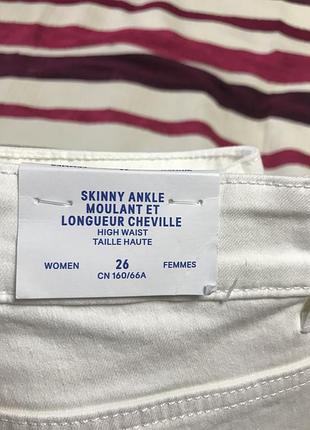 SKINNY ANKLE
MOULANT ET
LONGUEUR CHEVILLE
HIGH WAIST
TAILLE HAUTE
WOMEN 26 FEMMES
CN 160/66A